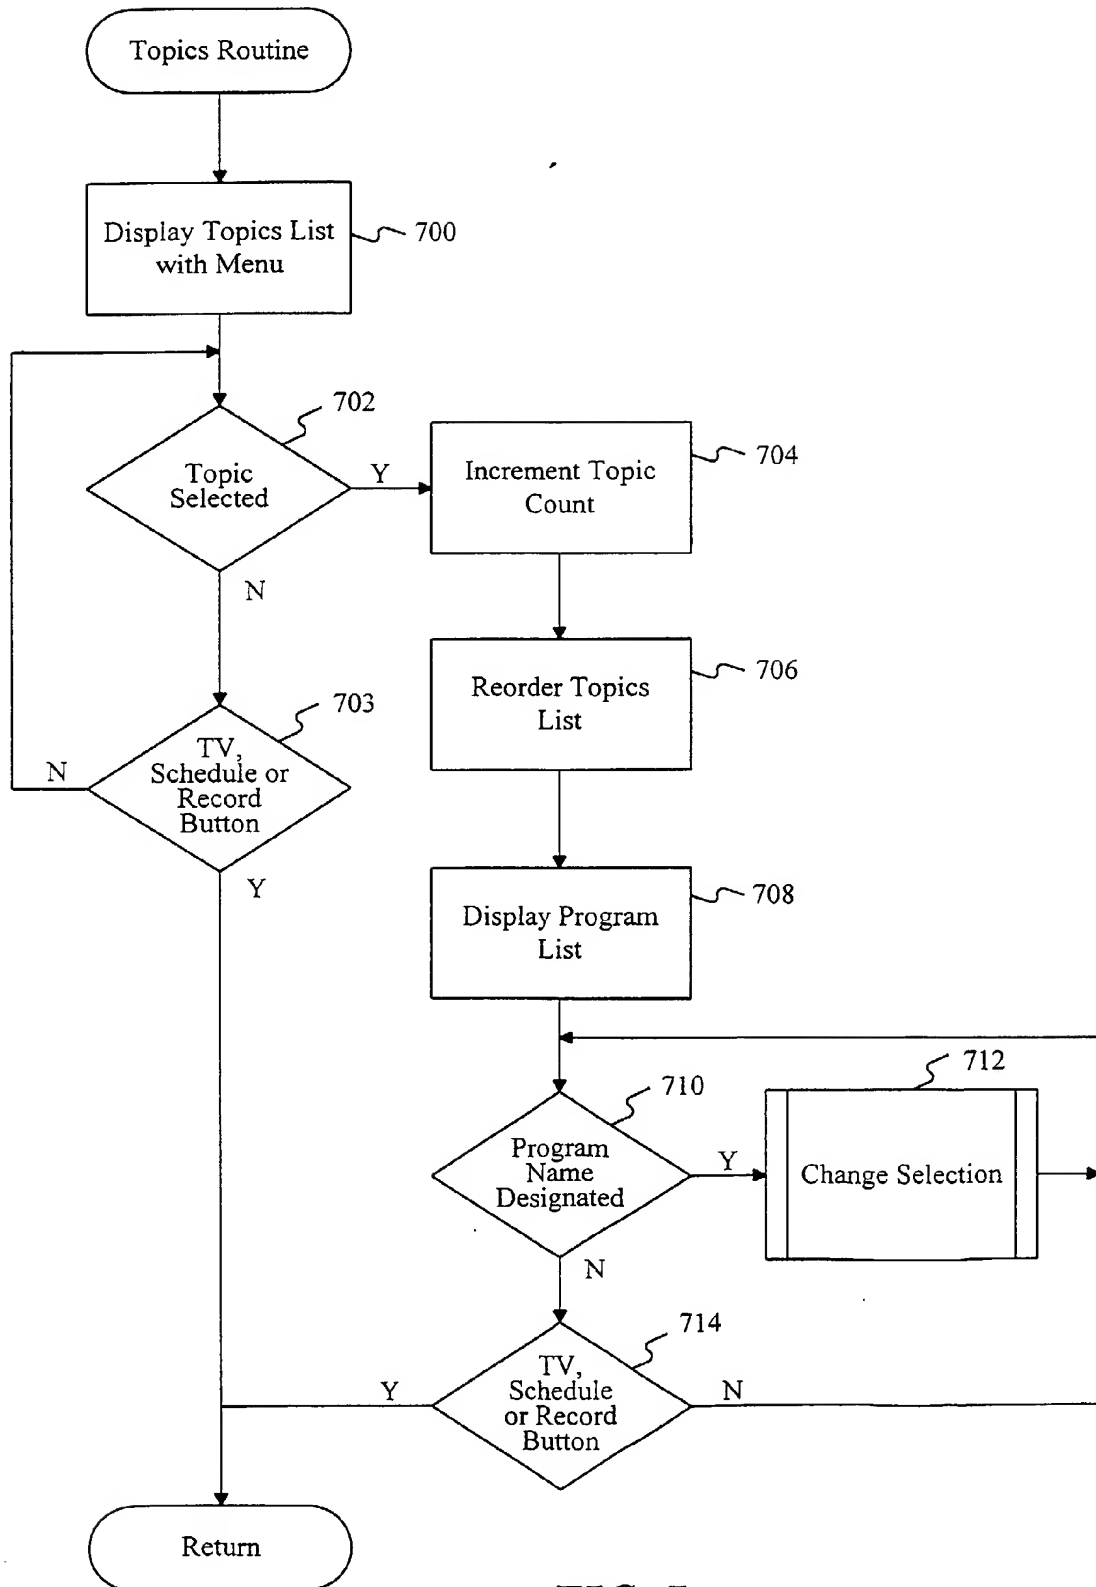 Topics Routine
Display Topics List
with Menu
700
702
Topic
Selected
Y
N
Increment Topic
Count
704
Reorder Topics
List
706
703
TV,
Schedule or
Record
Button
N
Y
Display Program
List
708
710
Program
Name
Designated
Y
N
712
Change Selection
714
TV,
Schedule
or Record
Button
Y
N
Return